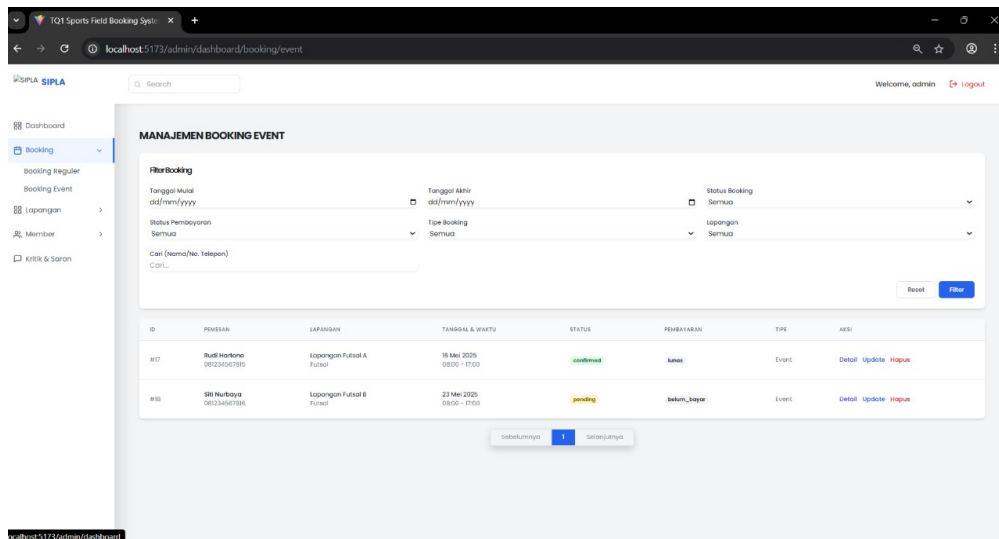 TQ1 Sports Field Booking Syste
localhost:5173/admin/dashboard/booking/event
SIPLA SIPLA
Search
Welcome, admin
Logout
Dashboard
Booking
Booking Reguler
Booking Event
Lapangan
Member
Kritik & Saran
MANAJEMEN BOOKING EVENT
Filter Booking
Tanggal Mulai
Tanggal Akhir
Status Booking
dd/mm/yyyy
dd/mm/yyyy
Semua
Status Pembayaran
Tipe Booking
Lapangan
Semua
Semua
Semua
Cari (Nama/No. Telepon)
Cari...
Reset
Filter
ID PEMESAN LAPANGAN TANGGAL & WAKTU STATUS PEMBAYARAN TIPE AKSI
#17 Rudi Hartono Lapangan Futsal A 16 Mei 2025 confirmed lunas Event Detail Update Hapus
081234567815 Futsal 08:00 - 17:00
#18 Siti Nurbaya Lapangan Futsal B 23 Mei 2025 pending belum_bayar Event Detail Update Hapus
081234567816 Futsal 08:00 - 17:00
Sebelumnya 1 Selanjutnya
ocalhost:5173/admin/dashboard